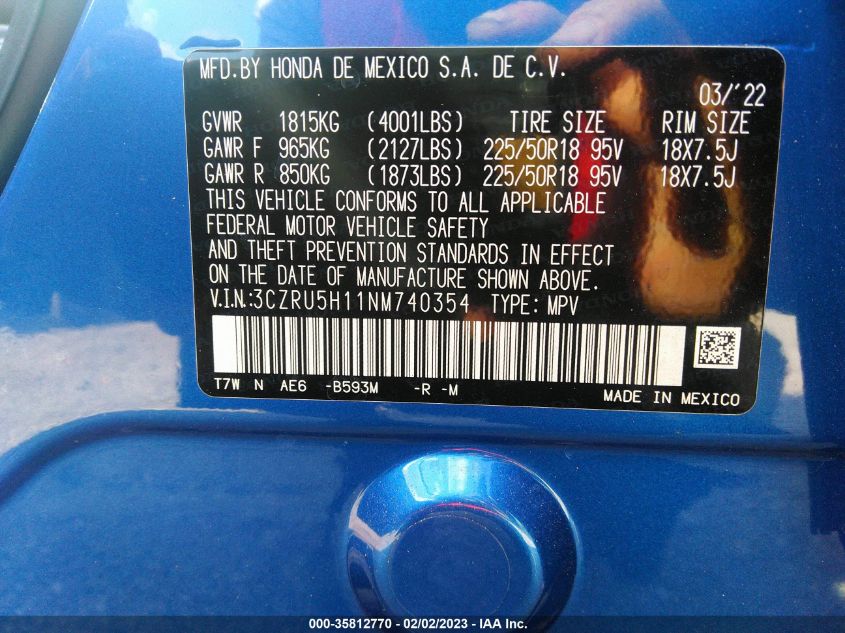 MFD.BY HONDA DE MEXICO S.A. DE C.V.
03/'22
GVWR 1815KG (4001LBS) TIRE SIZE RIM SIZE
GAWR F 965KG (2127LBS) 225/50R18 95V 18X7.5J
GAWR R 850KG (1873LBS) 225/50R18 95V 18X7.5J
THIS VEHICLE CONFORMS TO ALL APPLICABLE
FEDERAL MOTOR VEHICLE SAFETY
AND THEFT PREVENTION STANDARDS IN EFFECT
ON THE DATE OF MANUFACTURE SHOWN ABOVE.
V.I.N.:3CZRU5H11NM740354 TYPE: MPV
T7W N AE6 -B593M -R -M
MADE IN MEXICO
000-35812770 - 02/02/2023 - IAA Inc.